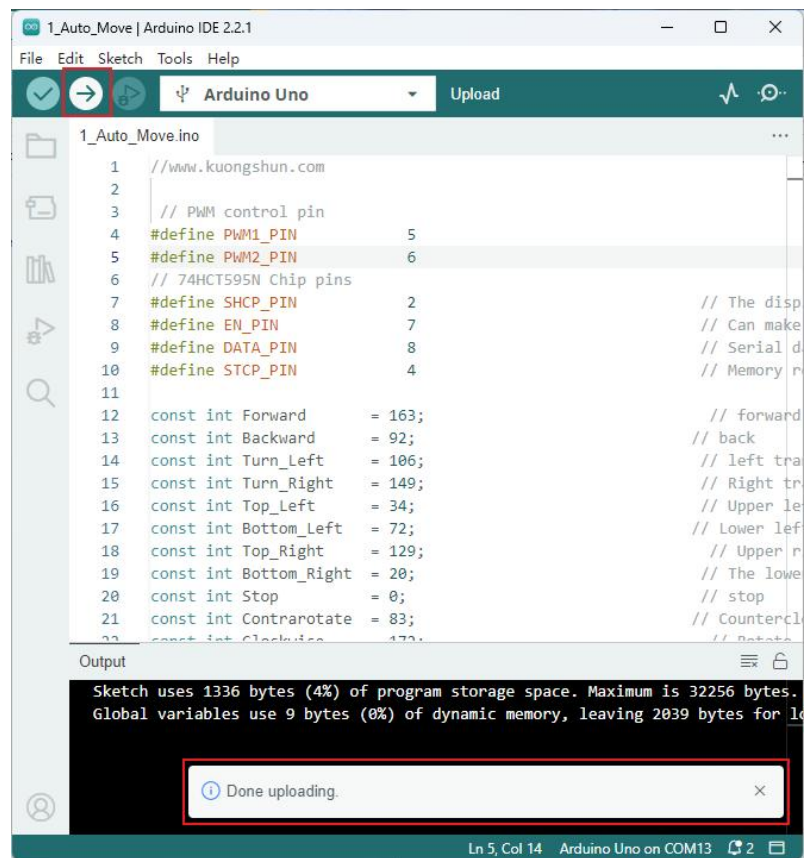 1_Auto_Move | Arduino IDE 2.2.1
File Edit Sketch Tools Help
Arduino Uno Upload
1_Auto_Move.ino
1 //www.kuongshun.com
2
3 // PWM control pin
4 #define PWM1_PIN 5
5 #define PWM2_PIN 6
6 // 74HCT595N Chip pins
7 #define SHCP_PIN 2 // The disp
8 #define EN_PIN 7 // Can make
9 #define DATA_PIN 8 // Serial d
10 #define STCP_PIN 4 // Memory r
11
12 const int Forward = 163; // forward
13 const int Backward = 92; // back
14 const int Turn_Left = 106; // left tra
15 const int Turn_Right = 149; // Right tr
16 const int Top_Left = 34; // Upper le
17 const int Bottom_Left = 72; // Lower lef
18 const int Top_Right = 129; // Upper r
19 const int Bottom_Right = 20; // The lowe
20 const int Stop = 0; // stop
21 const int Contrarotate = 83; // Countercl
22 const int Clockwise 172; // Rotate
Output
Sketch uses 1336 bytes (4%) of program storage space. Maximum is 32256 bytes.
Global variables use 9 bytes (0%) of dynamic memory, leaving 2039 bytes for lo
Done uploading.
Ln 5, Col 14 Arduino Uno on COM13 2